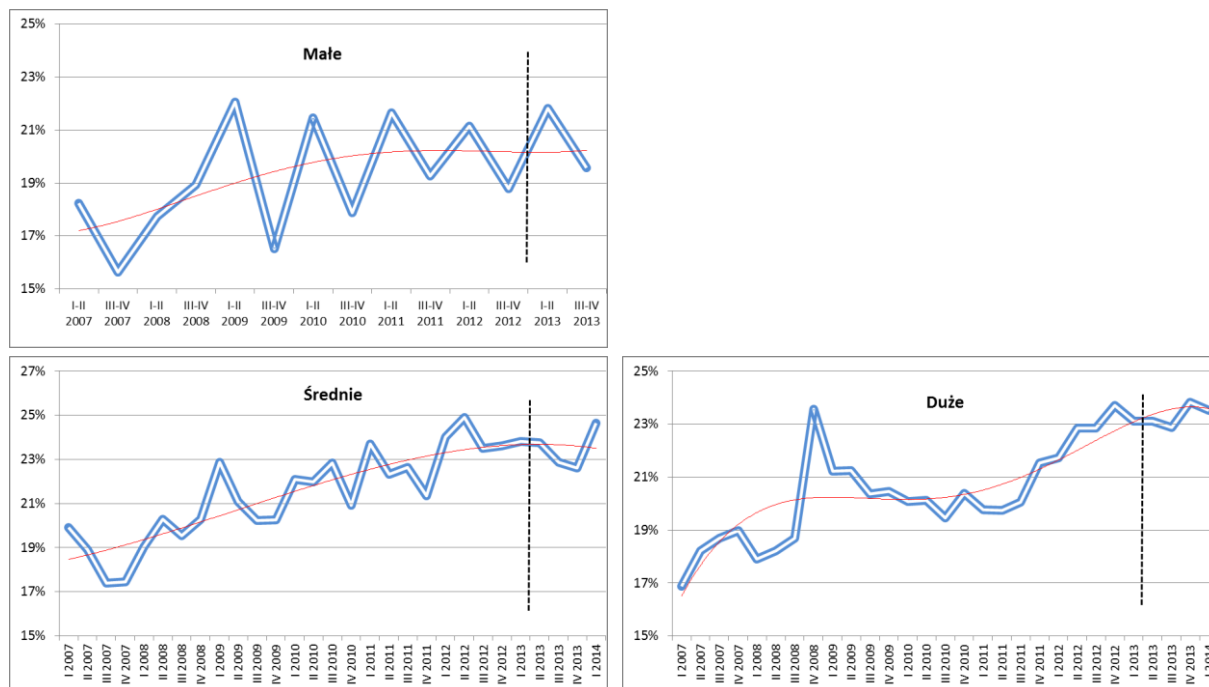 Małe
25%
23%
21%
19%
17%
15%
I-II 2007
III-IV 2007
I-II 2008
III-IV 2008
I-II 2009
III-IV 2009
I-II 2010
III-IV 2010
I-II 2011
III-IV 2011
I-II 2012
III-IV 2012
I-II 2013
III-IV 2013
Średnie
27%
25%
23%
21%
19%
17%
15%
I 2007
II 2007
III 2007
IV 2007
I 2008
II 2008
III 2008
IV 2008
I 2009
II 2009
III 2009
IV 2009
I 2010
II 2010
III 2010
IV 2010
I 2011
II 2011
III 2011
IV 2011
I 2012
II 2012
III 2012
IV 2012
I 2013
II 2013
III 2013
IV 2013
I 2014
Duże
25%
23%
21%
19%
17%
15%
I 2007
II 2007
III 2007
IV 2007
I 2008
II 2008
III 2008
IV 2008
I 2009
II 2009
III 2009
IV 2009
I 2010
II 2010
III 2010
IV 2010
I 2011
II 2011
III 2011
IV 2011
I 2012
II 2012
III 2012
IV 2012
I 2013
II 2013
III 2013
IV 2013
I 2014